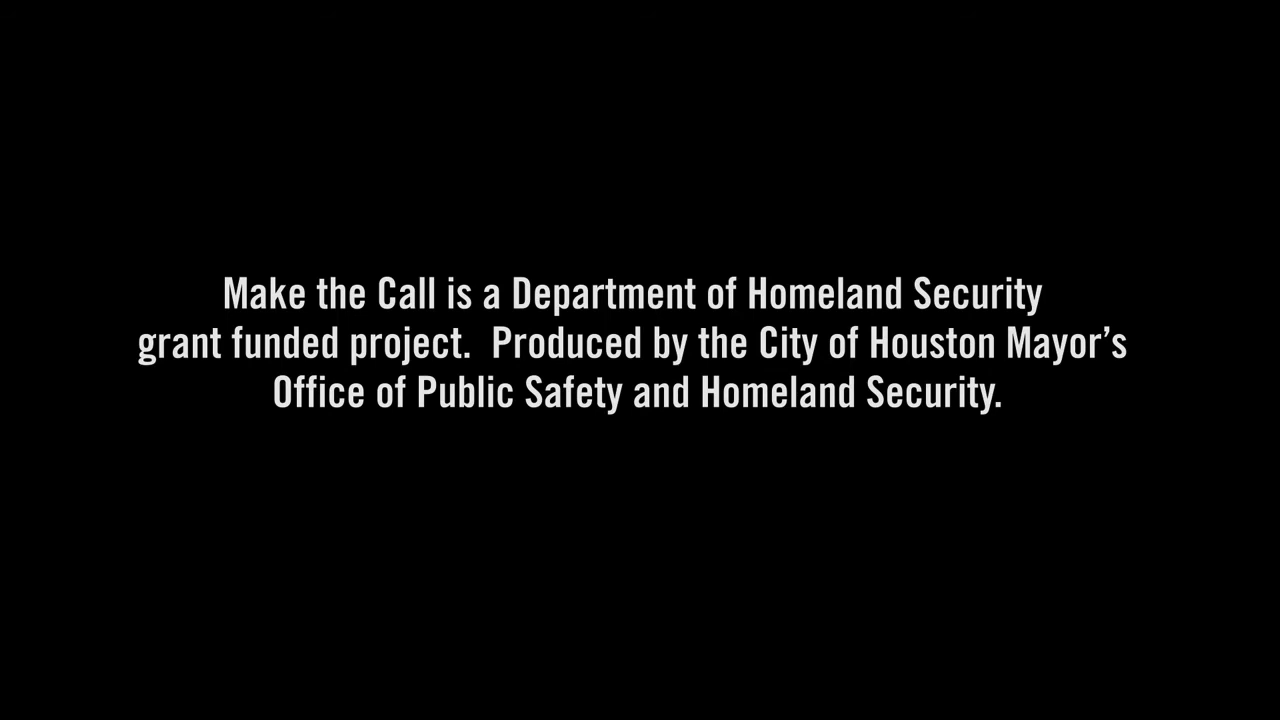 Make the Call is a Department of Homeland Security
grant funded project.  Produced by the City of Houston Mayor’s
Office of Public Safety and Homeland Security.